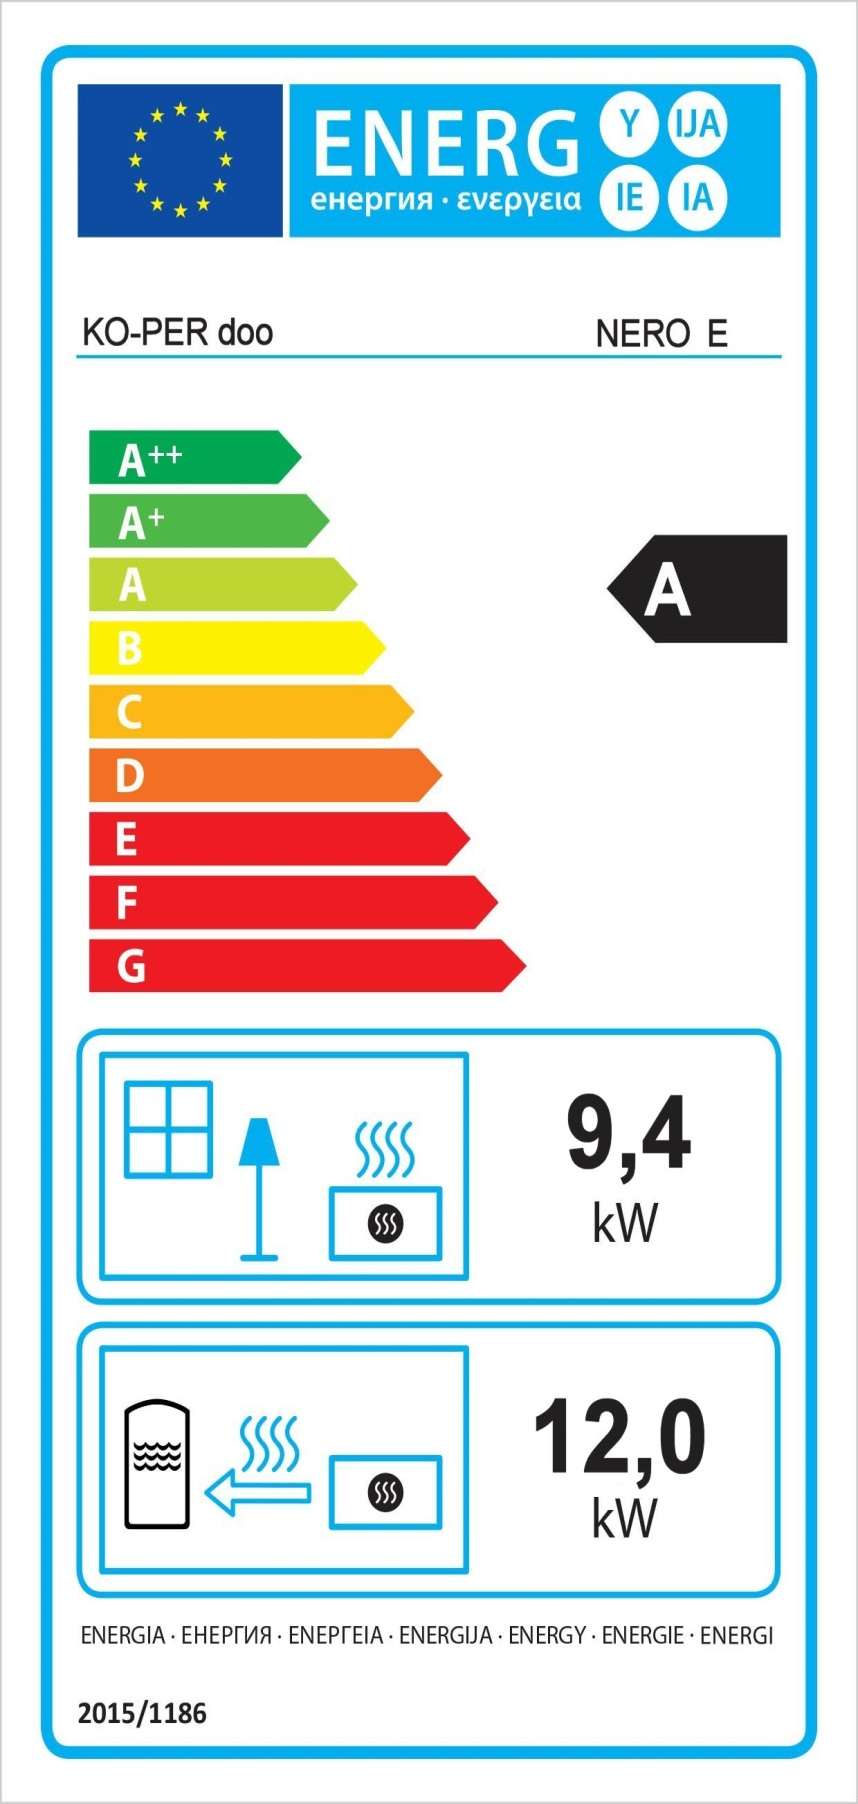 ENERG Y IJA
енергия · ενεργεια IE IA
KO-PER doo NERO E
A++
A+
A
A
B
C
D
E
F
G
9,4
kW
12,0
kW
ENERGIA · ЕНЕРГИЯ · ΕΝΕΡΓΕΙΑ · ENERGIJA · ENERGY · ENERGIE · ENERGI
2015/1186